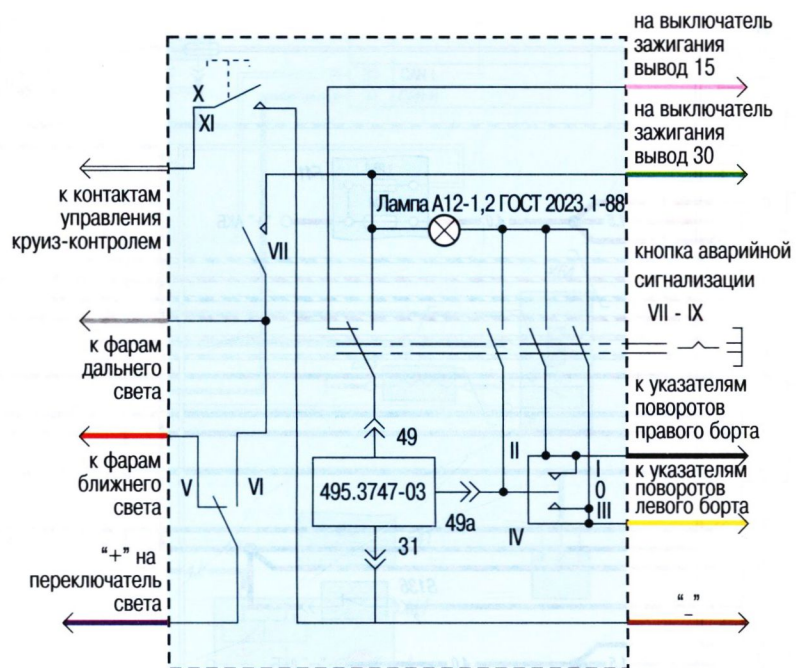 на выключатель
зажигания
вывод 15
на выключатель
зажигания
вывод 30
X
XI
к контактам
управления
круиз-контролем
Лампа А12-1,2 ГОСТ 2023.1-88
VII
кнопка аварийной
сигнализации
VII - IX
к фарам
дальнего
света
к указателям
поворотов
правого борта
49
II
I
0
III
IV
495.3747-03
49а
31
к фарам
ближнего
света
V
VI
к указателям
поворотов
левого борта
“+” на
переключатель
света
“_”